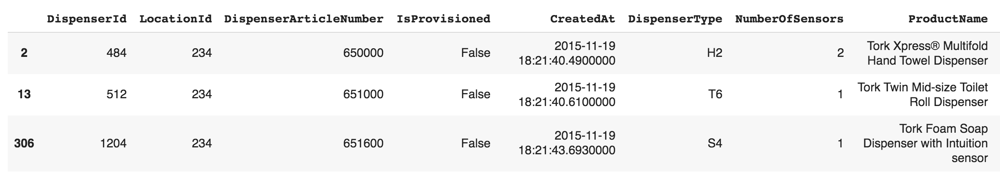 DispenserId LocationId DispenserArticleNumber IsProvisioned CreatedAt DispenserType NumberOfSensors ProductName
2 484 234 650000 False 2015-11-19 18:21:40.4900000 H2 2 Tork Xpress® Multifold Hand Towel Dispenser
13 512 234 651000 False 2015-11-19 18:21:40.6100000 T6 1 Tork Twin Mid-size Toilet Roll Dispenser
306 1204 234 651600 False 2015-11-19 18:21:43.6930000 S4 1 Tork Foam Soap Dispenser with Intuition sensor